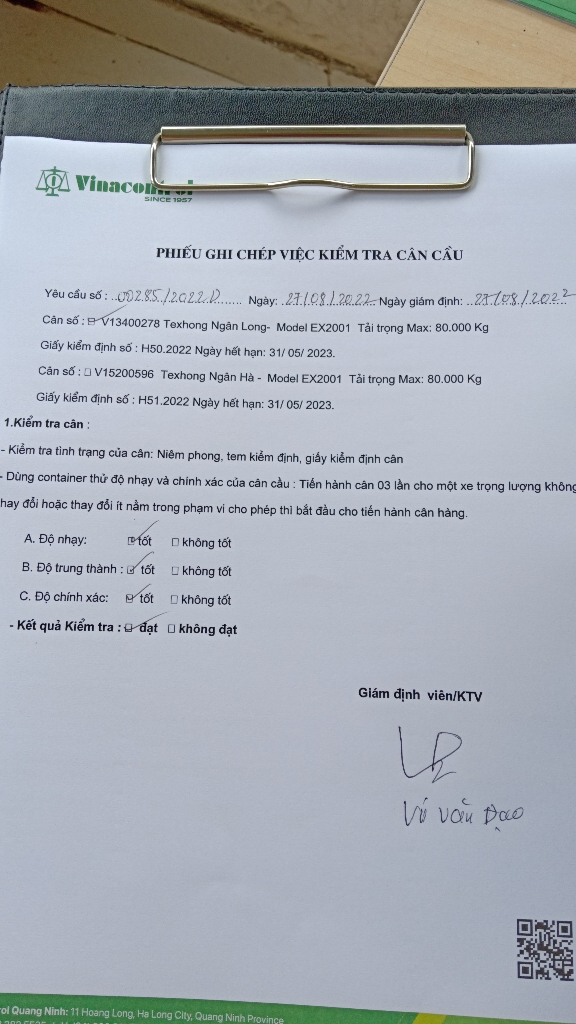 Vinacontrol
SINCE 1957
PHIẾU GHI CHÉP VIỆC KIỂM TRA CÂN CẦU
Yêu cầu số : ..00285/2022.D...... Ngày: 27/08/2022 Ngày giám định: ..27/08/2022
Cân số : ☑ V13400278 Texhong Ngân Long- Model EX2001 Tải trọng Max: 80.000 Kg
Giấy kiểm định số : H50.2022 Ngày hết hạn: 31/ 05/ 2023.
Cân số : ☐ V15200596 Texhong Ngân Hà - Model EX2001 Tải trọng Max: 80.000 Kg
Giấy kiểm định số : H51.2022 Ngày hết hạn: 31/ 05/ 2023.
1.Kiểm tra cân :
- Kiểm tra tình trạng của cân: Niêm phong, tem kiểm định, giấy kiểm định cân
- Dùng container thử độ nhạy và chính xác của cân cầu : Tiến hành cân 03 lần cho một xe trọng lượng không
hay đổi hoặc thay đổi ít nằm trong phạm vi cho phép thì bắt đầu cho tiến hành cân hàng.
A. Độ nhạy: ☑ tốt ☐ không tốt
B. Độ trung thành : ☑ tốt ☐ không tốt
C. Độ chính xác: ☑ tốt ☐ không tốt
- Kết quả Kiểm tra : ☑ đạt ☐ không đạt
Giám định viên/KTV
Vũ Văn Đạo
rol Quang Ninh: 11 Hoang Long, Ha Long City, Quang Ninh Province